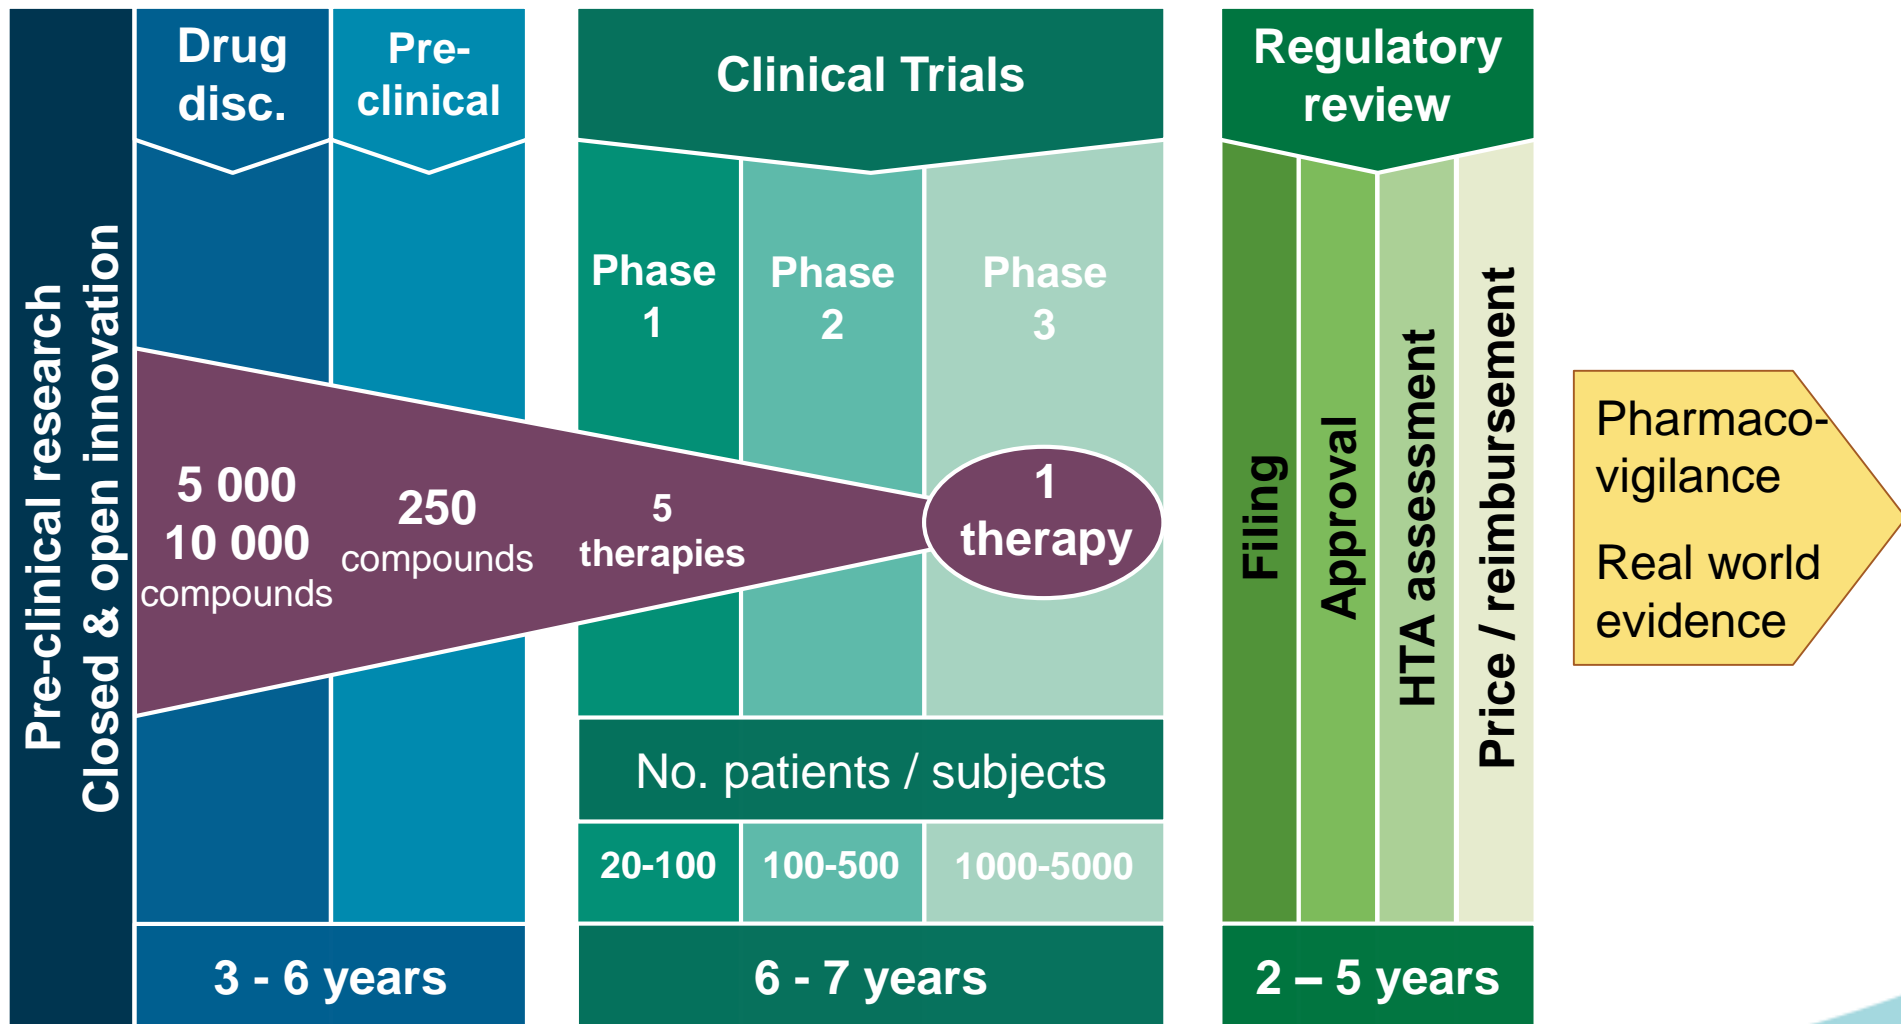 Pre-clinical research
Closed & open innovation
Drug
disc.
Pre-
clinical
5 000
10 000
compounds
250
compounds
3 - 6 years
Clinical Trials
Phase
1
Phase
2
Phase
3
5
therapies
1
therapy
No. patients / subjects
20-100
100-500
1000-5000
6 - 7 years
Regulatory
review
Filing
Approval
HTA assessment
Price / reimbursement
2 – 5 years
Pharmaco-
vigilance
Real world
evidence